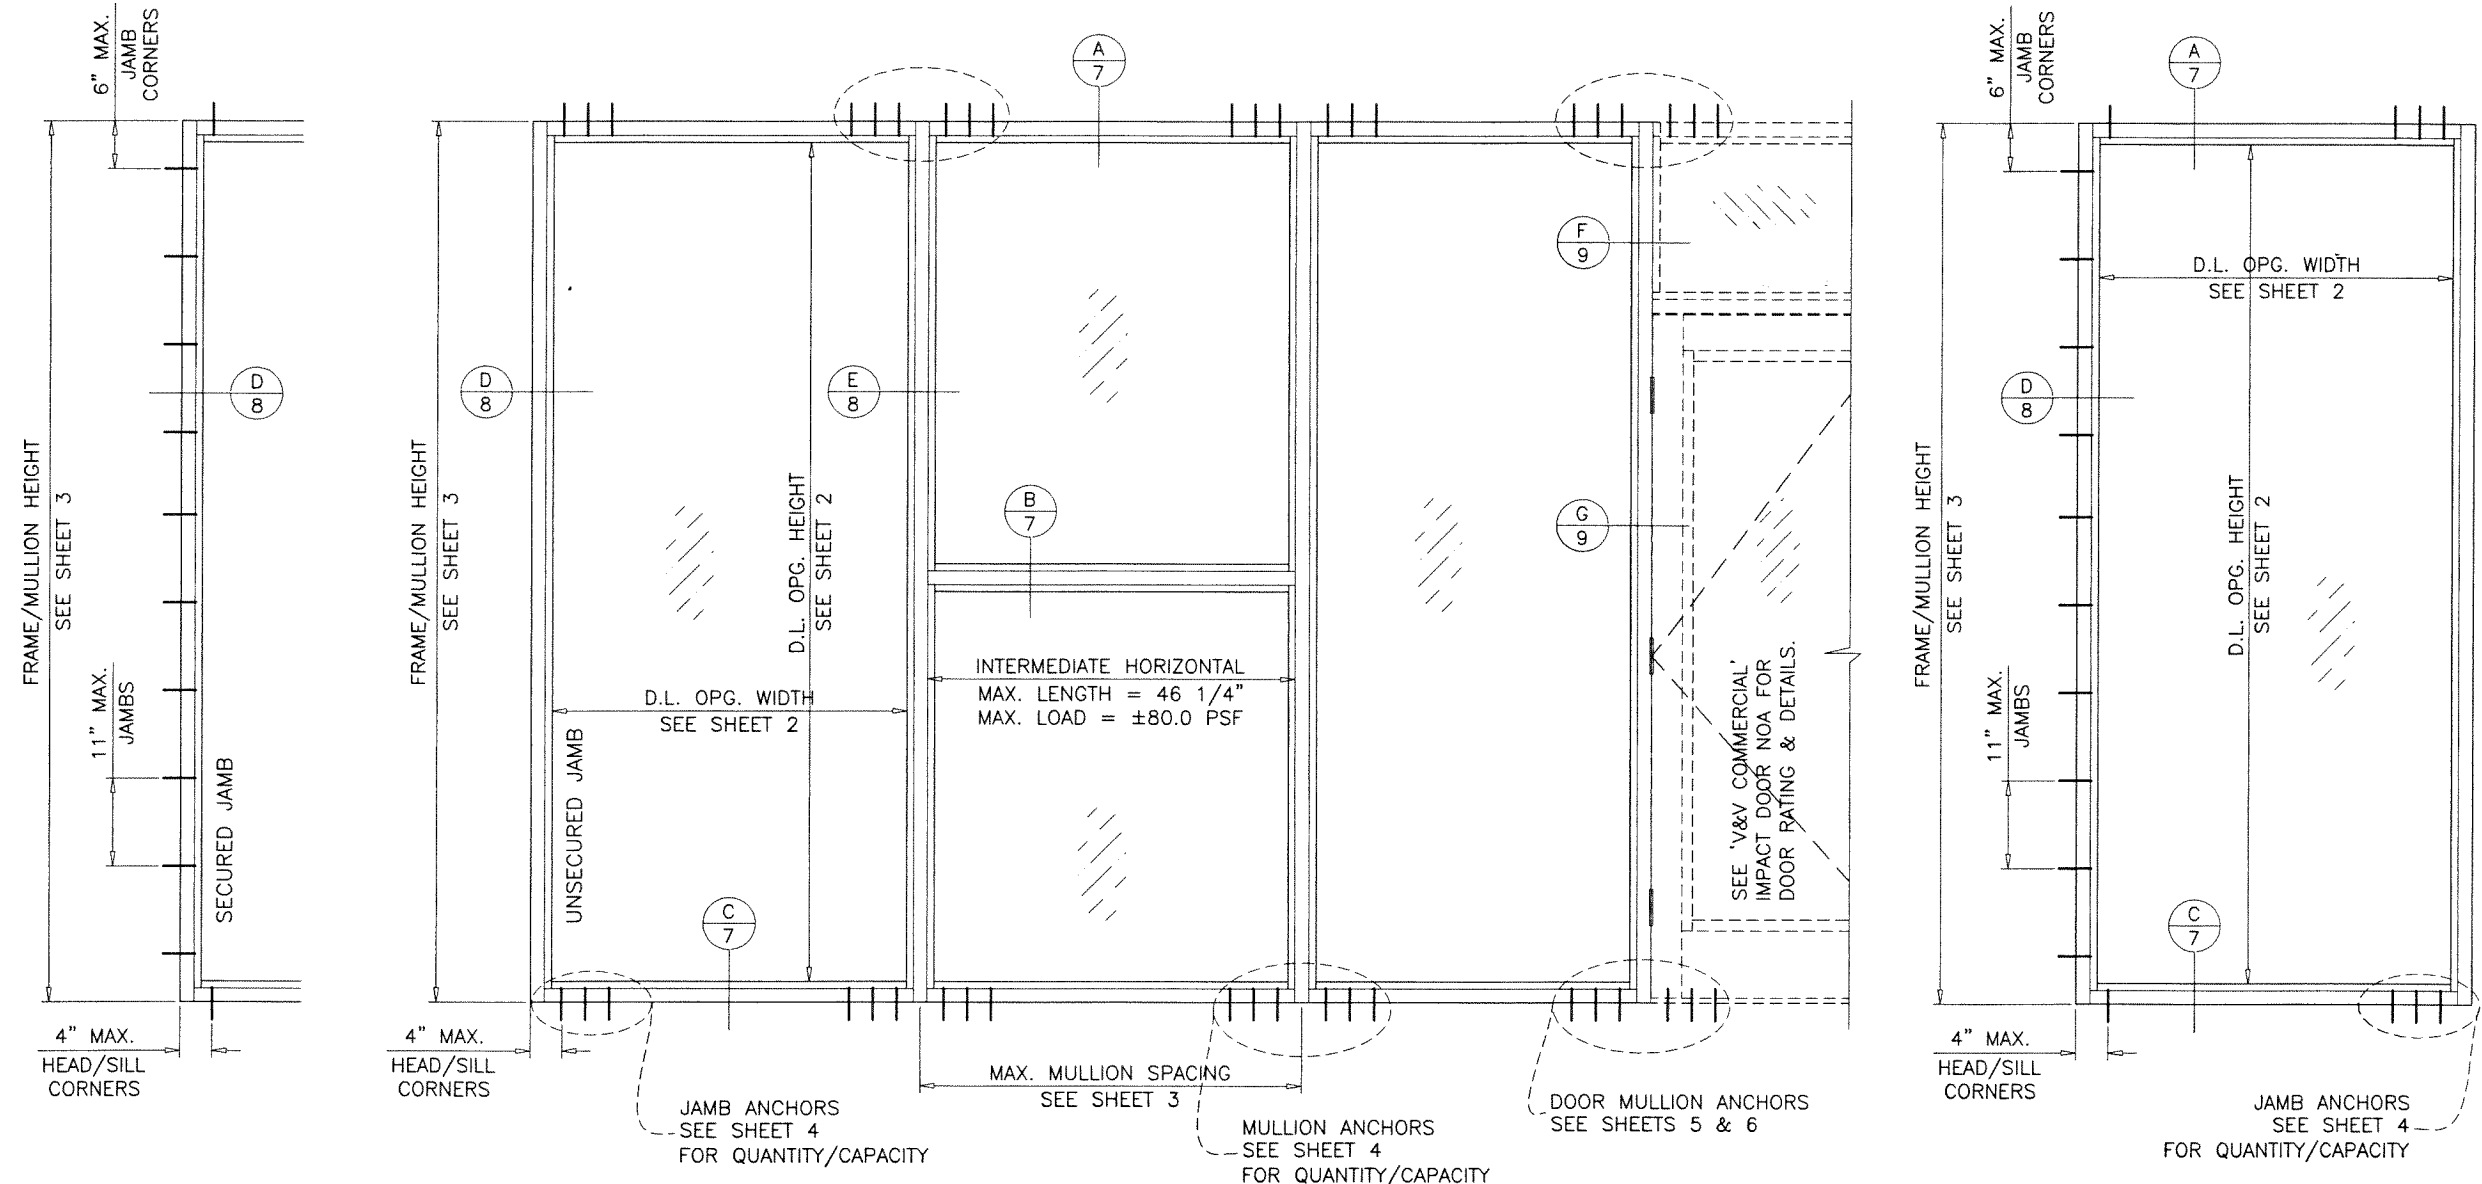 6" MAX.
JAMB
CORNERS
FRAME/MULLION HEIGHT
SEE SHEET 3
11" MAX.
JAMBS
SECURED JAMB
D
8
4" MAX.
HEAD/SILL
CORNERS
FRAME/MULLION HEIGHT
SEE SHEET 3
D
8
UNSECURED JAMB
D.L. OPG. WIDTH
SEE SHEET 2
D.L. OPG. HEIGHT
SEE SHEET 2
C
7
4" MAX.
HEAD/SILL
CORNERS
JAMB ANCHORS
SEE SHEET 4
FOR QUANTITY/CAPACITY
A
7
E
8
B
7
INTERMEDIATE HORIZONTAL
MAX. LENGTH = 46 1/4"
MAX. LOAD = ±80.0 PSF
MAX. MULLION SPACING
SEE SHEET 3
MULLION ANCHORS
SEE SHEET 4
FOR QUANTITY/CAPACITY
F
9
G
9
SEE 'V&V COMMERCIAL'
IMPACT DOOR NOA FOR
DOOR RATING & DETAILS.
DOOR MULLION ANCHORS
SEE SHEETS 5 & 6
6" MAX.
JAMB
CORNERS
A
7
FRAME/MULLION HEIGHT
SEE SHEET 3
D.L. OPG. WIDTH
SEE SHEET 2
D
8
D.L. OPG. HEIGHT
SEE SHEET 2
11" MAX.
JAMBS
C
7
4" MAX.
HEAD/SILL
CORNERS
JAMB ANCHORS
SEE SHEET 4
FOR QUANTITY/CAPACITY